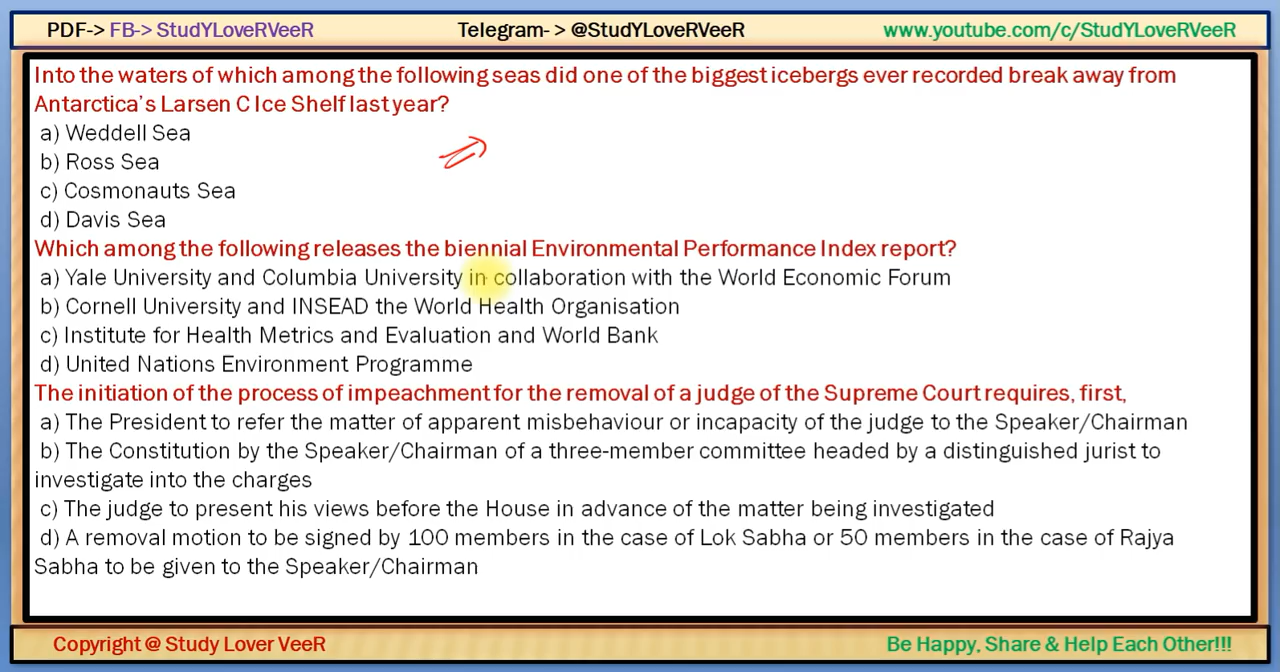 PDF-> FB-> StudYLoveRVeeR Telegram- > @StudYLoveRVeeR www.youtube.com/c/StudYLoveRVeeR
Into the waters of which among the following seas did one of the biggest icebergs ever recorded break away from
Antarctica's Larsen C Ice Shelf last year?
a) Weddell Sea
b) Ross Sea
c) Cosmonauts Sea
d) Davis Sea
Which among the following releases the biennial Environmental Performance Index report?
a) Yale University and Columbia University in collaboration with the World Economic Forum
b) Cornell University and INSEAD the World Health Organisation
c) Institute for Health Metrics and Evaluation and World Bank
d) United Nations Environment Programme
The initiation of the process of impeachment for the removal of a judge of the Supreme Court requires, first,
a) The President to refer the matter of apparent misbehaviour or incapacity of the judge to the Speaker/Chairman
b) The Constitution by the Speaker/Chairman of a three-member committee headed by a distinguished jurist to
investigate into the charges
c) The judge to present his views before the House in advance of the matter being investigated
d) A removal motion to be signed by 100 members in the case of Lok Sabha or 50 members in the case of Rajya
Sabha to be given to the Speaker/Chairman
Copyright @ Study Lover VeeR Be Happy, Share & Help Each Other!!!